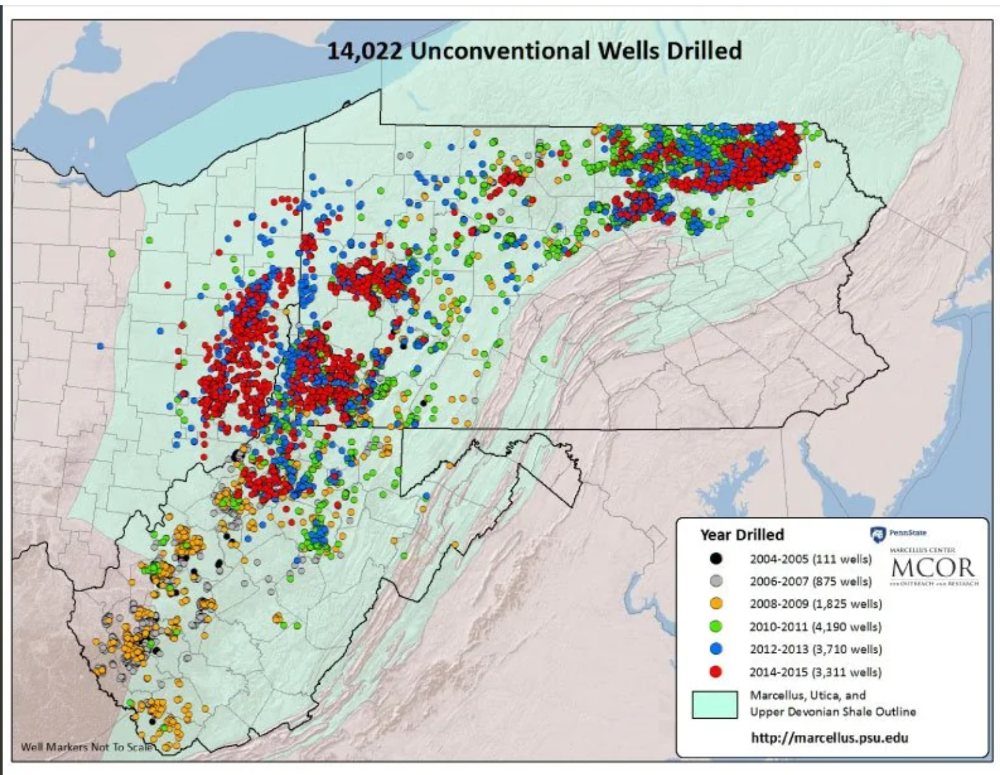 14,022 Unconventional Wells Drilled
Year Drilled
PennState
2004-2005 (111 wells)
2006-2007 (875 wells)
2008-2009 (1,825 wells)
2010-2011 (4,190 wells)
2012-2013 (3,710 wells)
2014-2015 (3,311 wells)
MARCELLUS CENTER
MCOR
FOR OUTREACH AND RESEARCH
Marcellus, Utica, and
Upper Devonian Shale Outline
http://marcellus.psu.edu
Well Markers Not To Scale